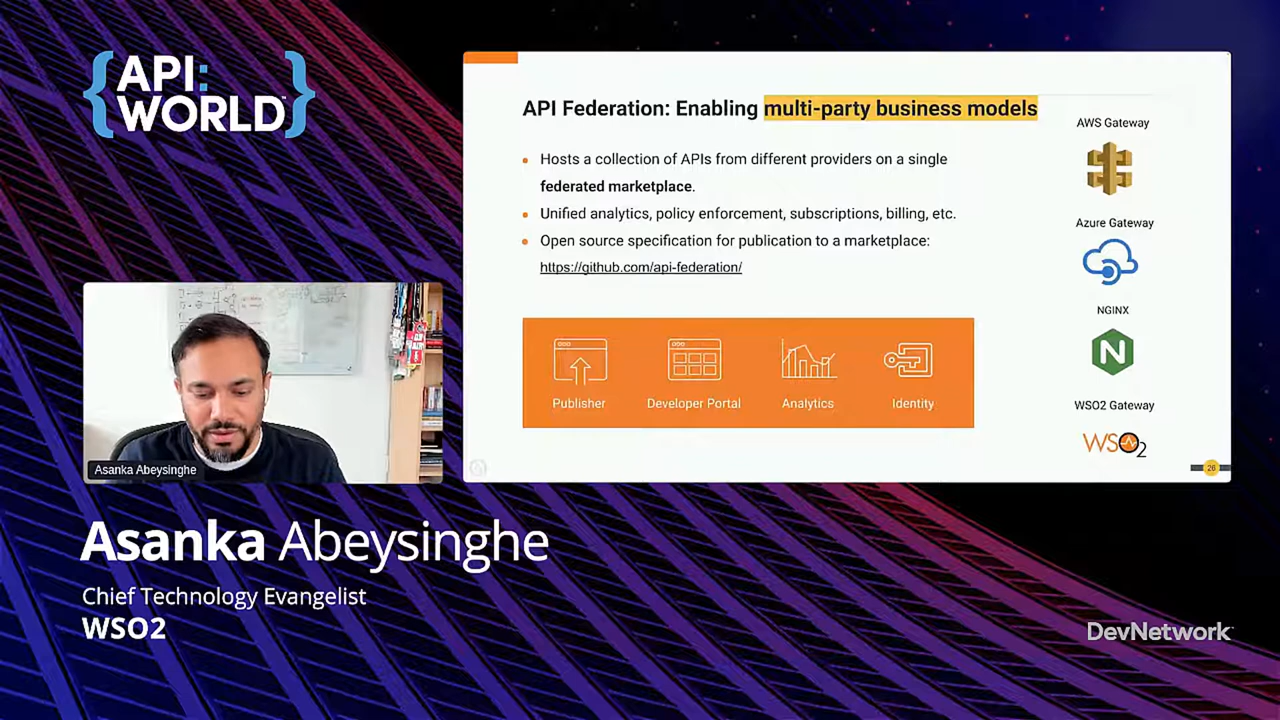 {API:
WORLD}™
API Federation: Enabling multi-party business models
Hosts a collection of APIs from different providers on a single
federated marketplace.
Unified analytics, policy enforcement, subscriptions, billing, etc.
Open source specification for publication to a marketplace:
https://github.com/api-federation/
Publisher
Developer Portal
Analytics
Identity
AWS Gateway
Azure Gateway
NGINX
N
WSO2 Gateway
WSO2
26
Asanka Abeysinghe
Asanka Abeysinghe
Chief Technology Evangelist
WSO2
DevNetwork